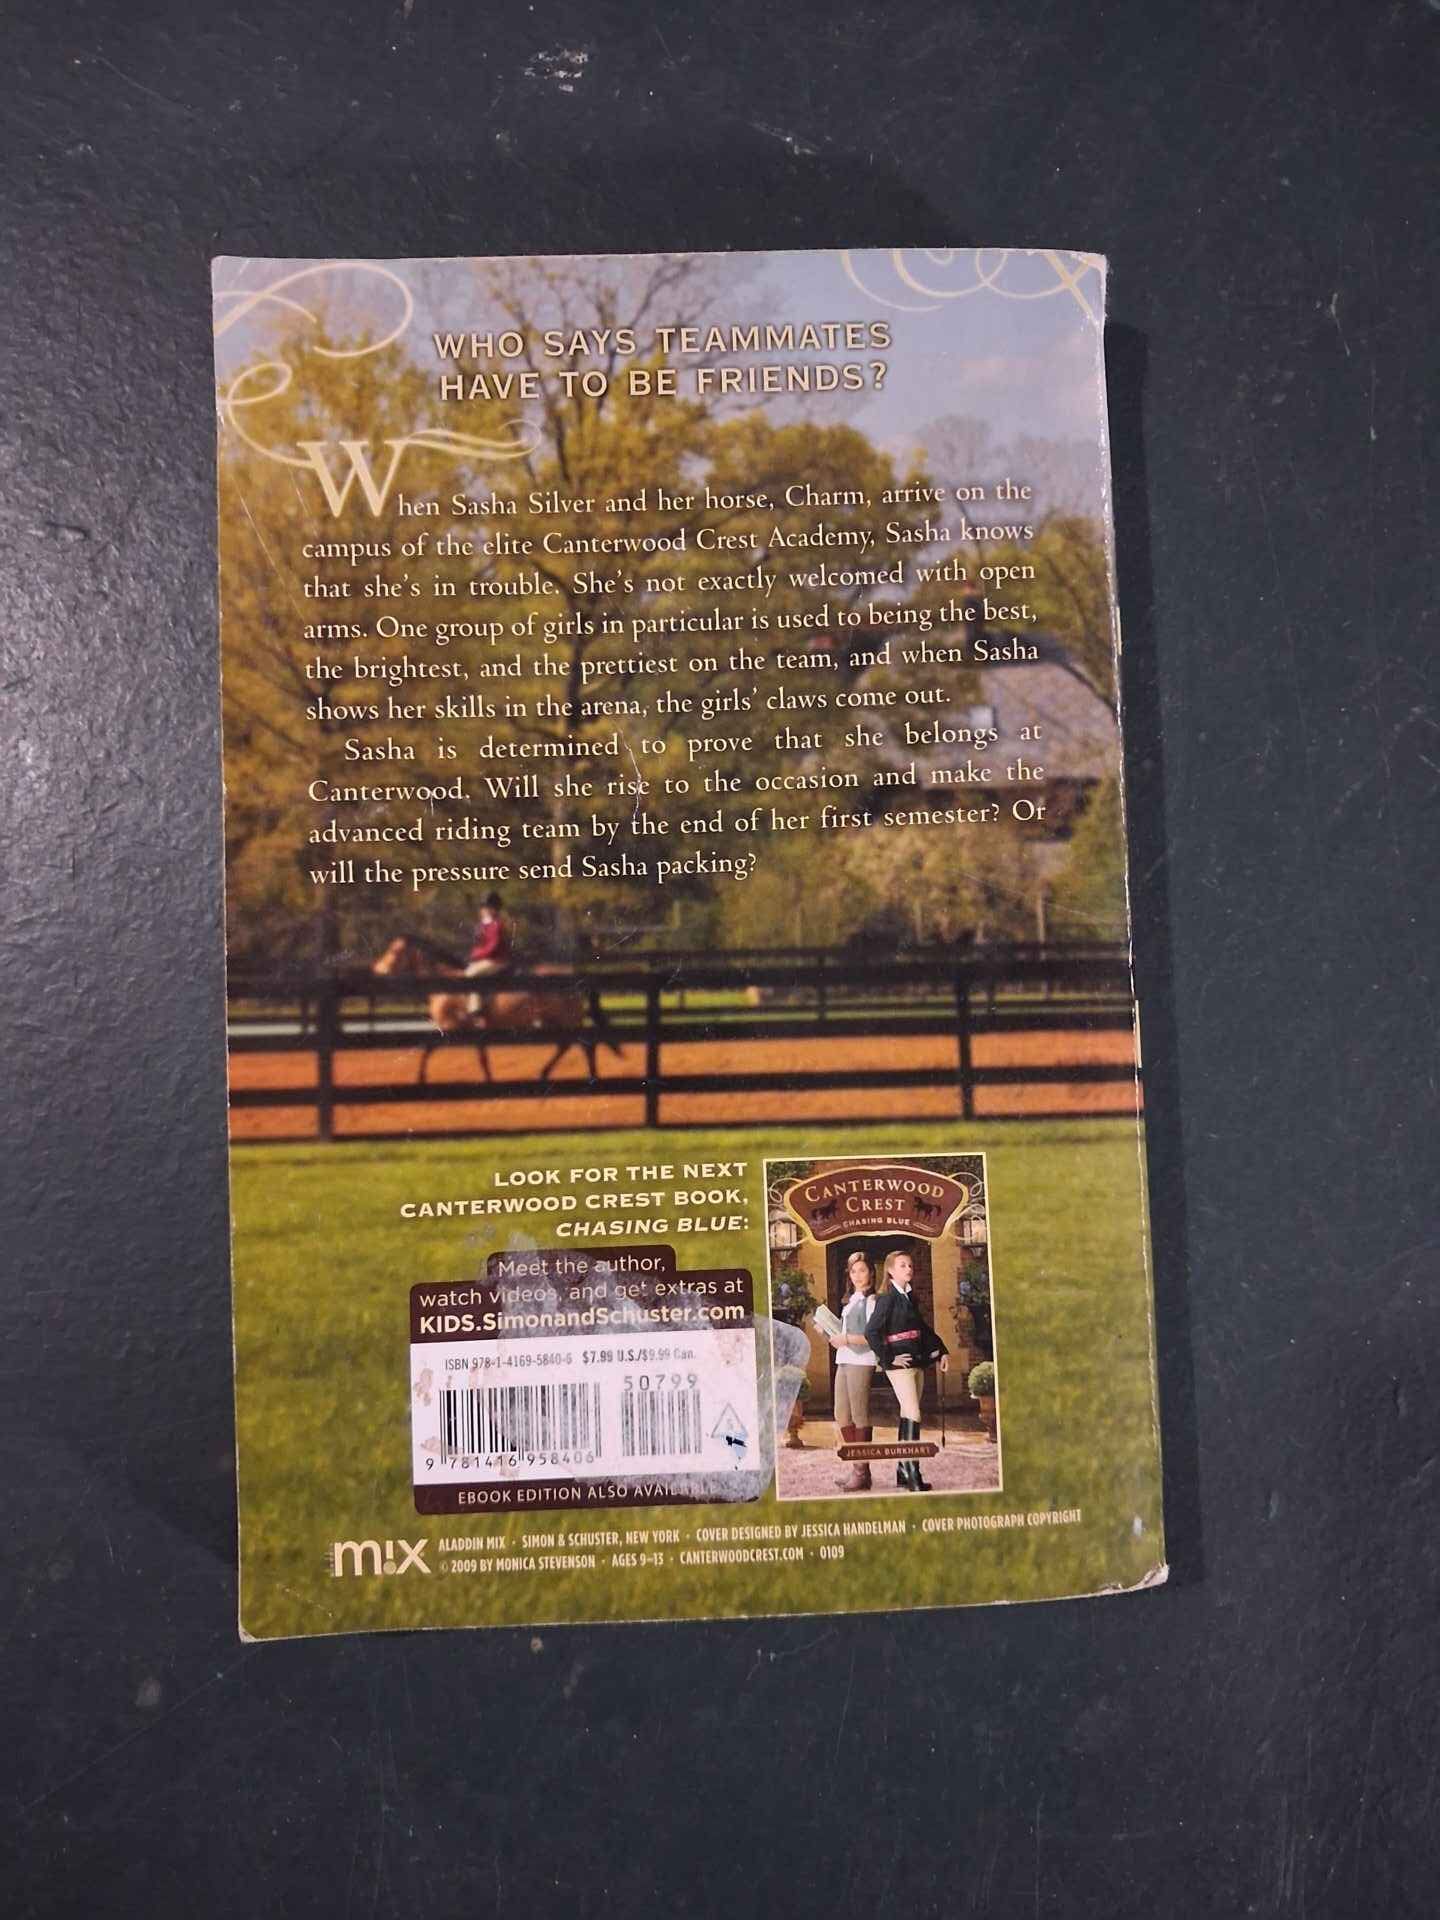 WHO SAYS TEAMMATES
HAVE TO BE FRIENDS?
When Sasha Silver and her horse, Charm, arrive on the
campus of the elite Canterwood Crest Academy, Sasha knows
that she's in trouble. She's not exactly welcomed with open
arms. One group of girls in particular is used to being the best,
the brightest, and the prettiest on the team, and when Sasha
shows her skills in the arena, the girls' claws come out.
Sasha is determined to prove that she belongs at
Canterwood. Will she rise to the occasion and make the
advanced riding team by the end of her first semester? Or
will the pressure send Sasha packing?
LOOK FOR THE NEXT
CANTERWOOD CREST BOOK,
CHASING BLUE:
Meet the author,
watch videos, and get extras at
KIDS.SimonandSchuster.com
ISBN 978-1-4169-5840-6 $7.99 U.S./$9.99 Can.
50799
9 781416 958406
EBOOK EDITION ALSO AVAILABLE
CANTERWOOD
CREST
CHASING BLUE
JESSICA BURKHART
m!x
ALADDIN MIX · SIMON & SCHUSTER, NEW YORK · COVER DESIGNED BY JESSICA HANDELMAN · COVER PHOTOGRAPH COPYRIGHT
© 2009 BY MONICA STEVENSON · AGES 9–13 · CANTERWOODCREST.COM · 0109